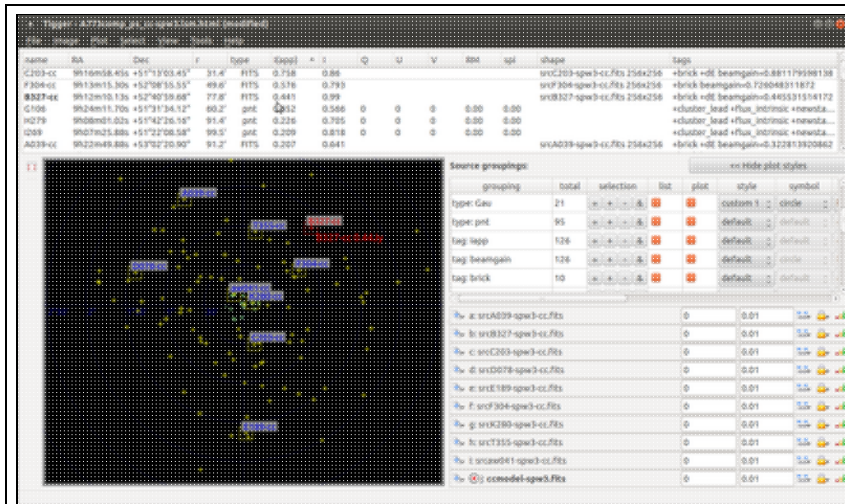 Tigger - A773comp_ps_cc-spw3.lsm.html (modified)
File Image Plot Select View Tools Help
name RA Dec r type I(app) I Q U V RM spi shape tags
C203-cc 9h16m58.45s +51°13'03.45" 31.4' FITS 0.758 0.86 srcC203-spw3-cc.fits 256x256 +brick +dE beamgain=0.881179598138
F304-cc 9h13m15.30s +52°08'55.55" 49.6' FITS 0.576 0.793 srcF304-spw3-cc.fits 256x256 +brick beamgain=0.726048311872
B327-cc 9h12m10.13s +52°40'59.68" 77.8' FITS 0.441 0.99 srcB327-spw3-cc.fits 256x256 +brick +dE beamgain=0.445531514172
9h24m11.70s +51°31'34.12" 60.2' pnt 0.566 0 0 0 0.00 0.00 +cluster_lead +flux_intrinsic +newsta...
9h08m01.02s +51°42'26.16" 91.4' pnt 0.226 0.705 0 0 0 0.00 0.00 +cluster_lead +flux_intrinsic +newsta...
9h07m25.88s +51°22'08.58" 99.5' pnt 0.209 0.818 0 0 0 0.00 0.00 +cluster_lead +flux_intrinsic +newsta...
A039-cc 9h22m49.88s +53°02'20.90" 91.2' FITS 0.207 0.641 srcA039-spw3-cc.fits 256x256 +brick +dE beamgain=0.322813920862
Source groupings: << Hide plot styles
grouping total selection list plot style symbol
type: Gau 21 = + - & custom 1 circle
type: pnt 95 = + - & default default
tag: Iapp 126 = + - & default default
tag: beamgain 126 = + - & default circle
tag: brick 10 = + - & default default
a: srcA039-spw3-cc.fits 0 0.01
b: srcB327-spw3-cc.fits 0 0.01
c: srcC203-spw3-cc.fits 0 0.01
d: srcD078-spw3-cc.fits 0 0.01
e: srcE189-spw3-cc.fits 0 0.01
f: srcF304-spw3-cc.fits 0 0.01
g: srcK280-spw3-cc.fits 0 0.01
h: srcT355-spw3-cc.fits 0 0.01
i: srcaw041-spw3-cc.fits 0 0.01
ccmodel-spw3.fits 0 0.01